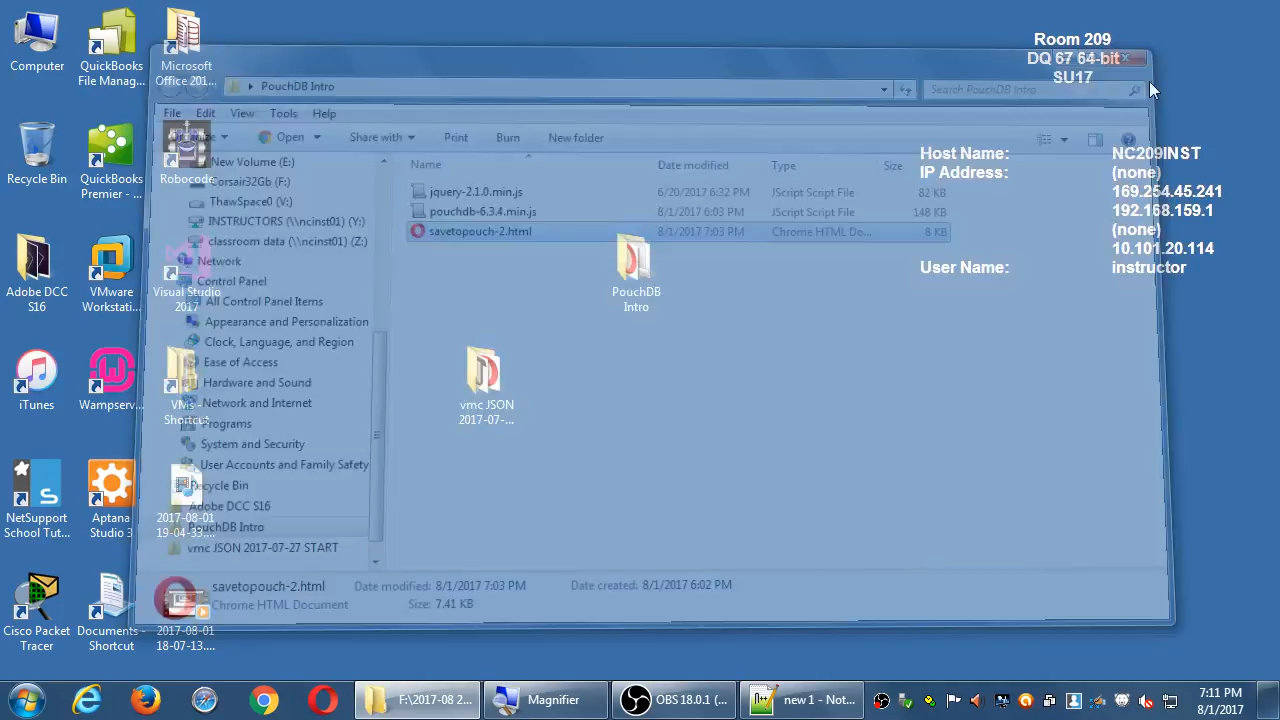 Computer
QuickBooks
File Manag...
Microsoft
Office 201...
Recycle Bin
QuickBooks
Premier - ...
Robocode
Adobe DCC
S16
VMware
Workstati...
Visual Studio
2017
iTunes
Wampserv...
VMs -
Shortcut
NetSupport
School Tut...
Aptana
Studio 3
2017-08-01
19-04-33....
Cisco Packet
Tracer
Documents -
Shortcut
2017-08-01
18-07-13....
PouchDB Intro
Search PouchDB Intro
File Edit View Tools Help
Open Share with Print Burn New folder
New Volume (E:)
Corsair32Gb (F:)
ThawSpace0 (V:)
INSTRUCTORS (\\ncinst01) (Y:)
classroom data (\\ncinst01) (Z:)
Network
Control Panel
All Control Panel Items
Appearance and Personalization
Clock, Language, and Region
Ease of Access
Hardware and Sound
Network and Internet
Programs
System and Security
User Accounts and Family Safety
Recycle Bin
Adobe DCC S16
PouchDB Intro
vmc JSON 2017-07-27 START
Name Date modified Type Size
jquery-2.1.0.min.js 6/20/2017 6:32 PM JScript Script File 82 KB
pouchdb-6.3.4.min.js 8/1/2017 6:03 PM JScript Script File 148 KB
savetopouch-2.html 8/1/2017 7:03 PM Chrome HTML Do... 8 KB
PouchDB
Intro
vmc JSON
2017-07-...
savetopouch-2.html Date modified: 8/1/2017 7:03 PM Date created: 8/1/2017 6:02 PM
Chrome HTML Document Size: 7.41 KB
Room 209
DQ 67 64-bit
SU17
Host Name: NC209INST
IP Address: (none)
169.254.45.241
192.168.159.1
(none)
10.101.20.114
User Name: instructor
F:\2017-08 2...
Magnifier
OBS 18.0.1 (...
new 1 - Not...
7:11 PM
8/1/2017